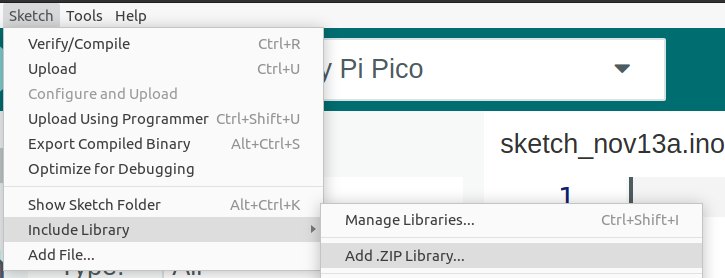 Sketch Tools Help
Verify/Compile Ctrl+R
Upload Ctrl+U
Configure and Upload
Upload Using Programmer Ctrl+Shift+U
Export Compiled Binary Alt+Ctrl+S
Optimize for Debugging
Show Sketch Folder Alt+Ctrl+K
Include Library
Add File...
y Pi Pico
sketch_nov13a.ino
1
Manage Libraries... Ctrl+Shift+I
Add .ZIP Library...